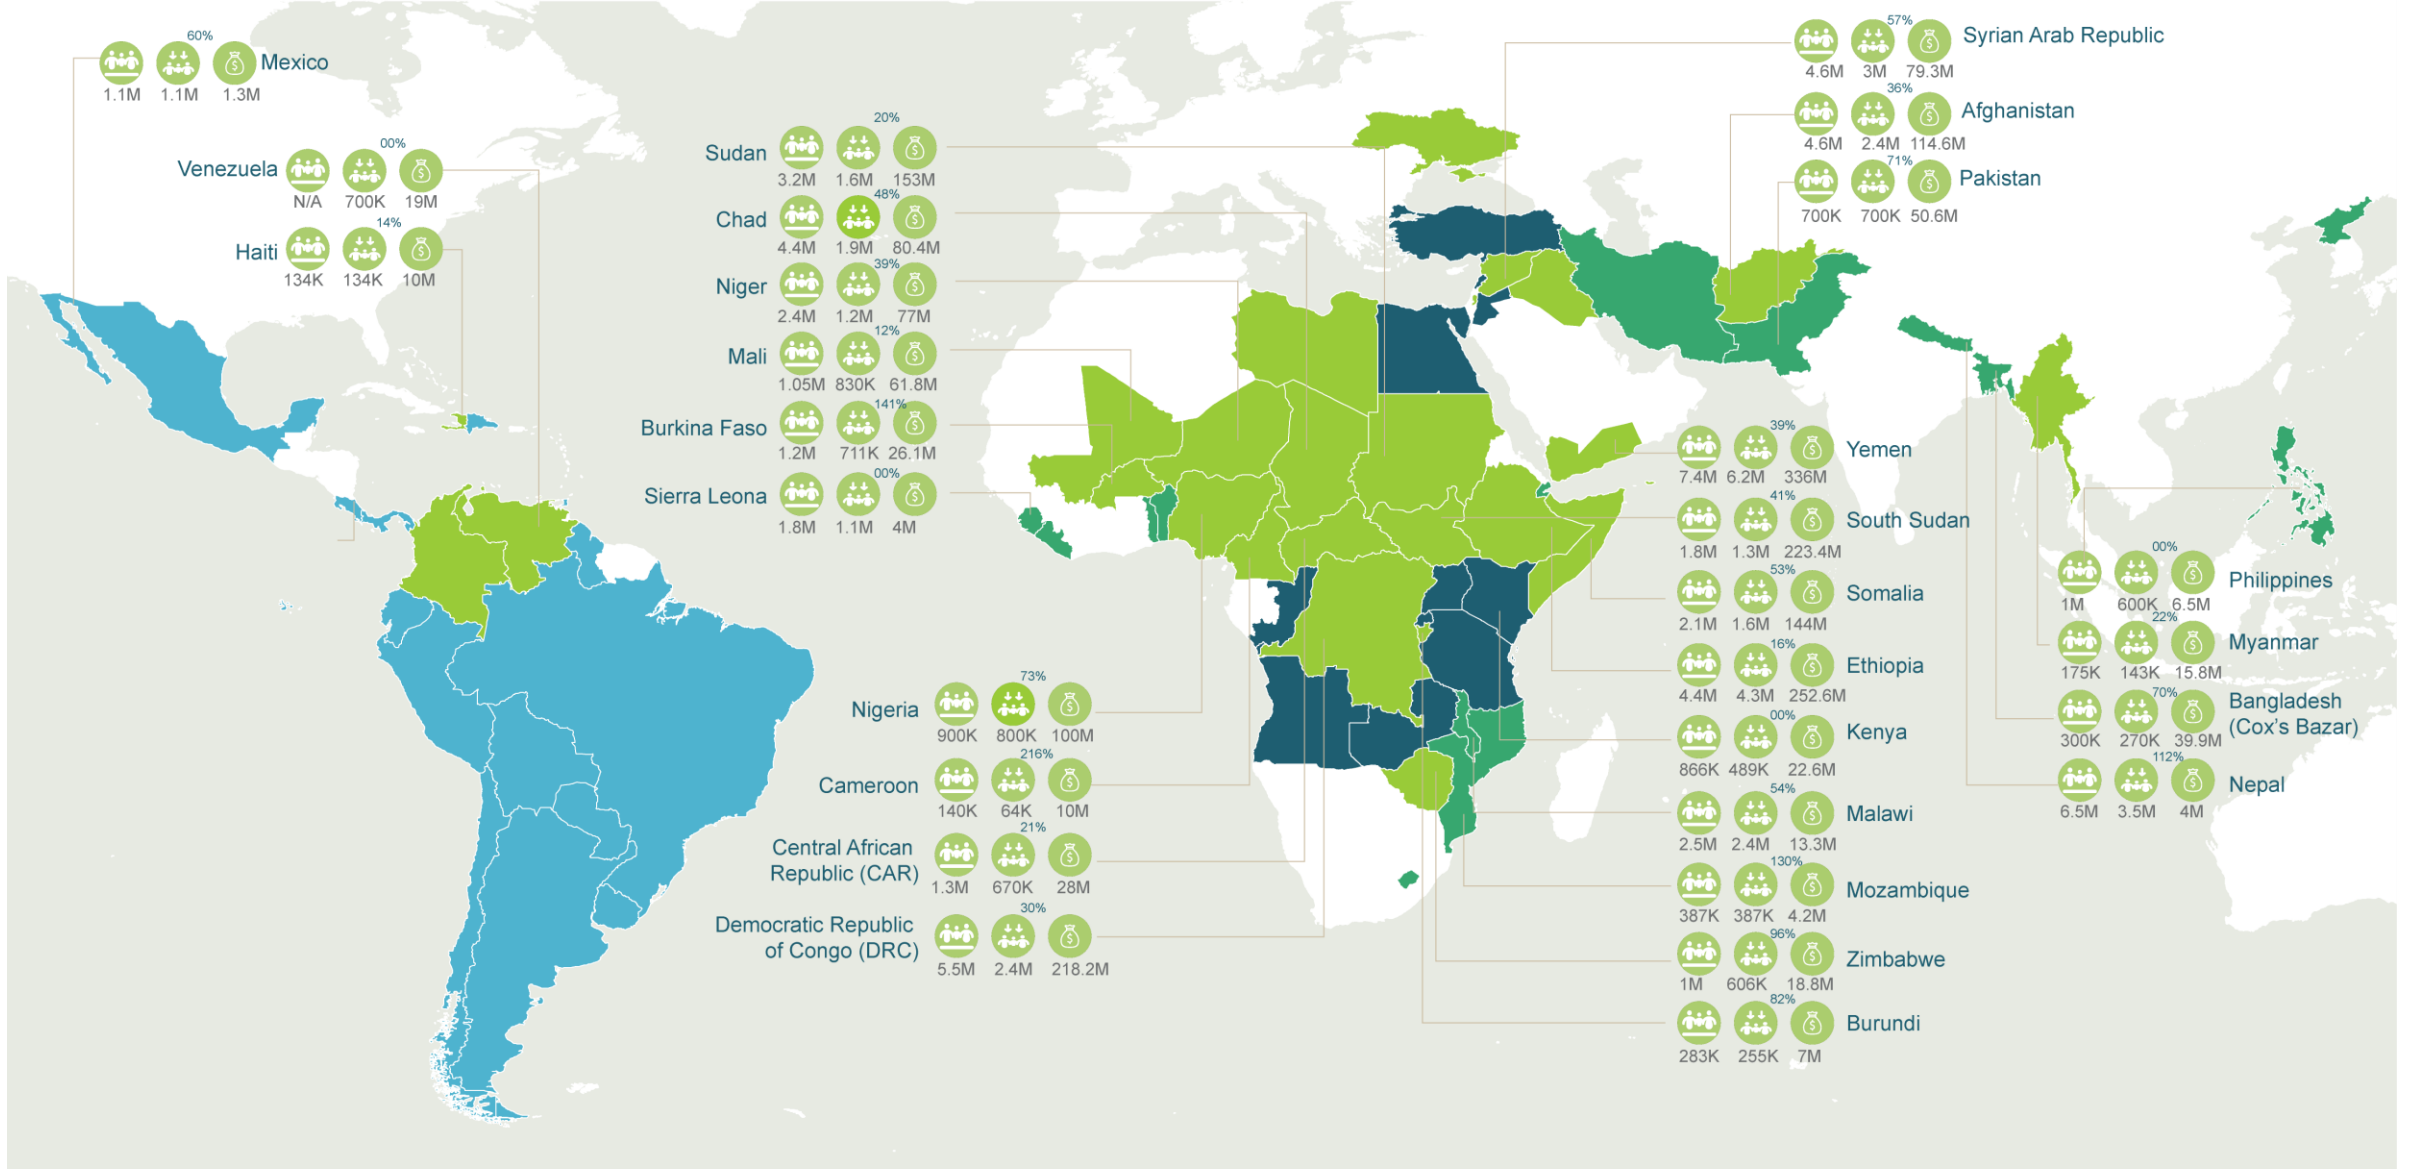 60%
Mexico
1.1M 1.1M 1.3M
00%
Venezuela
N/A 700K 19M
14%
Haiti
134K 134K 10M
20%
Sudan
3.2M 1.6M 153M
48%
Chad
4.4M 1.9M 80.4M
39%
Niger
2.4M 1.2M 77M
12%
Mali
1.05M 830K 61.8M
141%
Burkina Faso
1.2M 711K 26.1M
00%
Sierra Leona
1.8M 1.1M 4M
73%
Nigeria
900K 800K 100M
216%
Cameroon
140K 64K 10M
21%
Central African
Republic (CAR)
1.3M 670K 28M
30%
Democratic Republic
of Congo (DRC)
5.5M 2.4M 218.2M
57%
Syrian Arab Republic
4.6M 3M 79.3M
36%
Afghanistan
4.6M 2.4M 114.6M
71%
Pakistan
700K 700K 50.6M
39%
Yemen
7.4M 6.2M 336M
41%
South Sudan
1.8M 1.3M 223.4M
53%
Somalia
2.1M 1.6M 144M
16%
Ethiopia
4.4M 4.3M 252.6M
00%
Kenya
866K 489K 22.6M
54%
Malawi
2.5M 2.4M 13.3M
130%
Mozambique
387K 387K 4.2M
96%
Zimbabwe
1M 606K 18.8M
82%
Burundi
283K 255K 7M
00%
Philippines
1M 600K 6.5M
22%
Myanmar
175K 143K 15.8M
70%
Bangladesh
(Cox's Bazar)
300K 270K 39.9M
112%
Nepal
6.5M 3.5M 4M